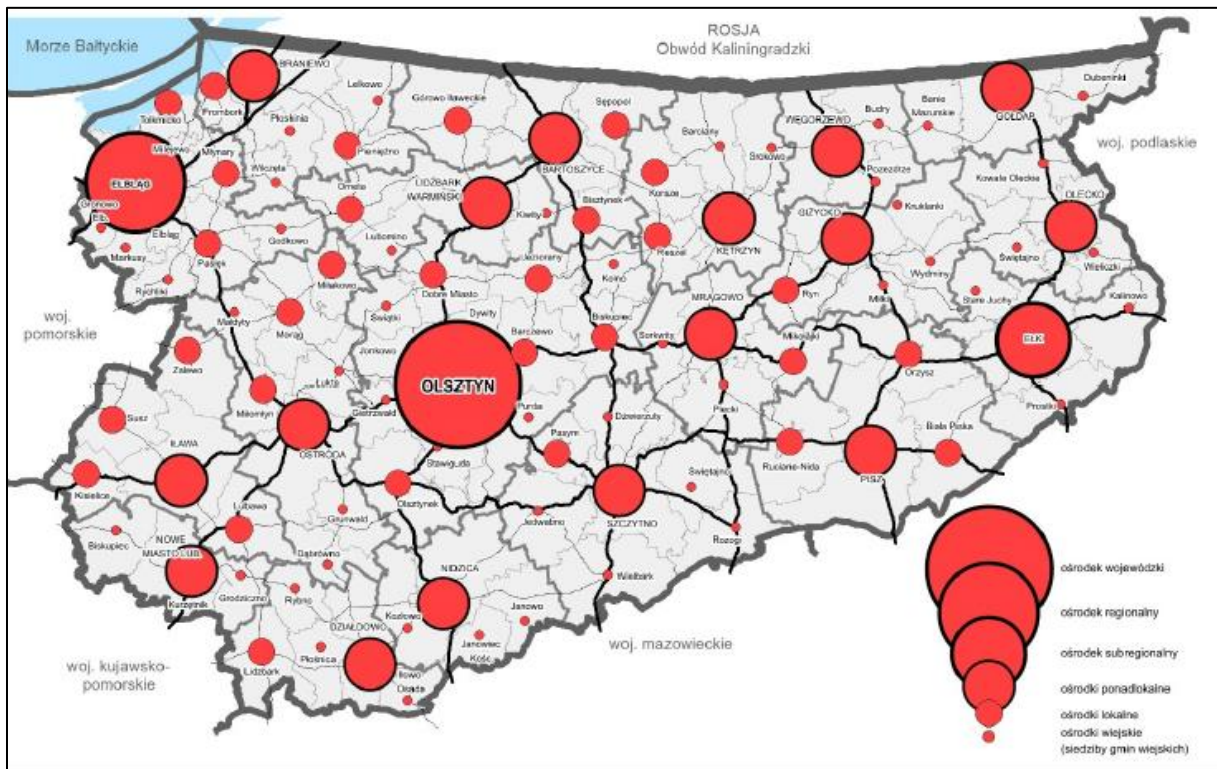 Morze Bałtyckie
ROSJA
Obwód Kaliningradzki
BRANIEWO
Lelkowo
Górowo Iławeckie
Sępopol
Budry
Banie
Mazurskie
Dubeninki
GOŁDAP
Frombork
Tolkmicko
Płoskinia
Barciany
WĘGORZEWO
woj. podlaskie
Milejewo
Młynary
Pieniężno
BARTOSZYCE
Srokowo
Pozezdrze
Kowale Oleckie
ELBLĄG
Wilczęta
Orneta
LIDZBARK
WARMIŃSKI
Korsze
Kruklanki
OLECKO
Gronowo
Elb.
Elbląg
Markusy
Godkowo
Lubomino
Kiwity
Bisztynek
Reszel
KĘTRZYN
GIŻYCKO
Świętajno
Wieliczki
Pasłęk
Rychliki
Miłakowo
Dobre Miasto
Jeziorany
Kolno
Ryn
Miłki
Wydminy
Stare Juchy
Kalinowo
woj.
pomorskie
Małdyty
Morąg
Świątki
Dywity
Barczewo
Biskupiec
Sorkwity
MRĄGOWO
Mikołajki
Orzysz
EŁK
Zalewo
Jonkowo
Łukta
OLSZTYN
Susz
Miłomłyn
Gietrzwałd
Purda
Dźwierzuty
Piecki
Prostki
IŁAWA
OSTRÓDA
Stawiguda
Pasym
Ruciane-Nida
PISZ
Biała Piska
Kisielice
Lubawa
Grunwald
Olsztynek
Jedwabno
SZCZYTNO
Świętajno
Rozogi
Biskupiec
NOWE
MIASTO LUB.
Dąbrówno
NIDZICA
Wielbark
Kurzętnik
Grodziczno
Rybno
DZIAŁDOWO
Kozłowo
Janowo
Janowiec
Kośc.
woj. mazowieckie
woj. kujawsko-
pomorskie
Lidzbark
Płośnica
Iłowo
Osada
ośrodek wojewódzki
ośrodek regionalny
ośrodek subregionalny
ośrodki ponadlokalne
ośrodki lokalne
ośrodki wiejskie
(siedziby gmin wiejskich)